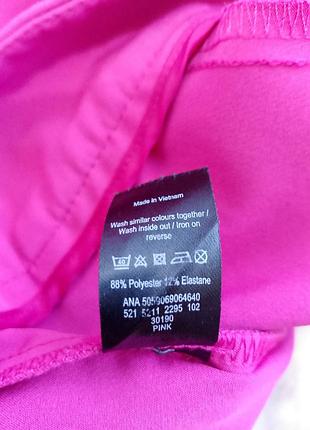 Made in Vietnam
Wash similar colours together /
Wash inside out / Iron on
reverse
40
88% Polyester 12% Elastane
ANA 5059069064640
521 5211 2295 102
30190
PINK